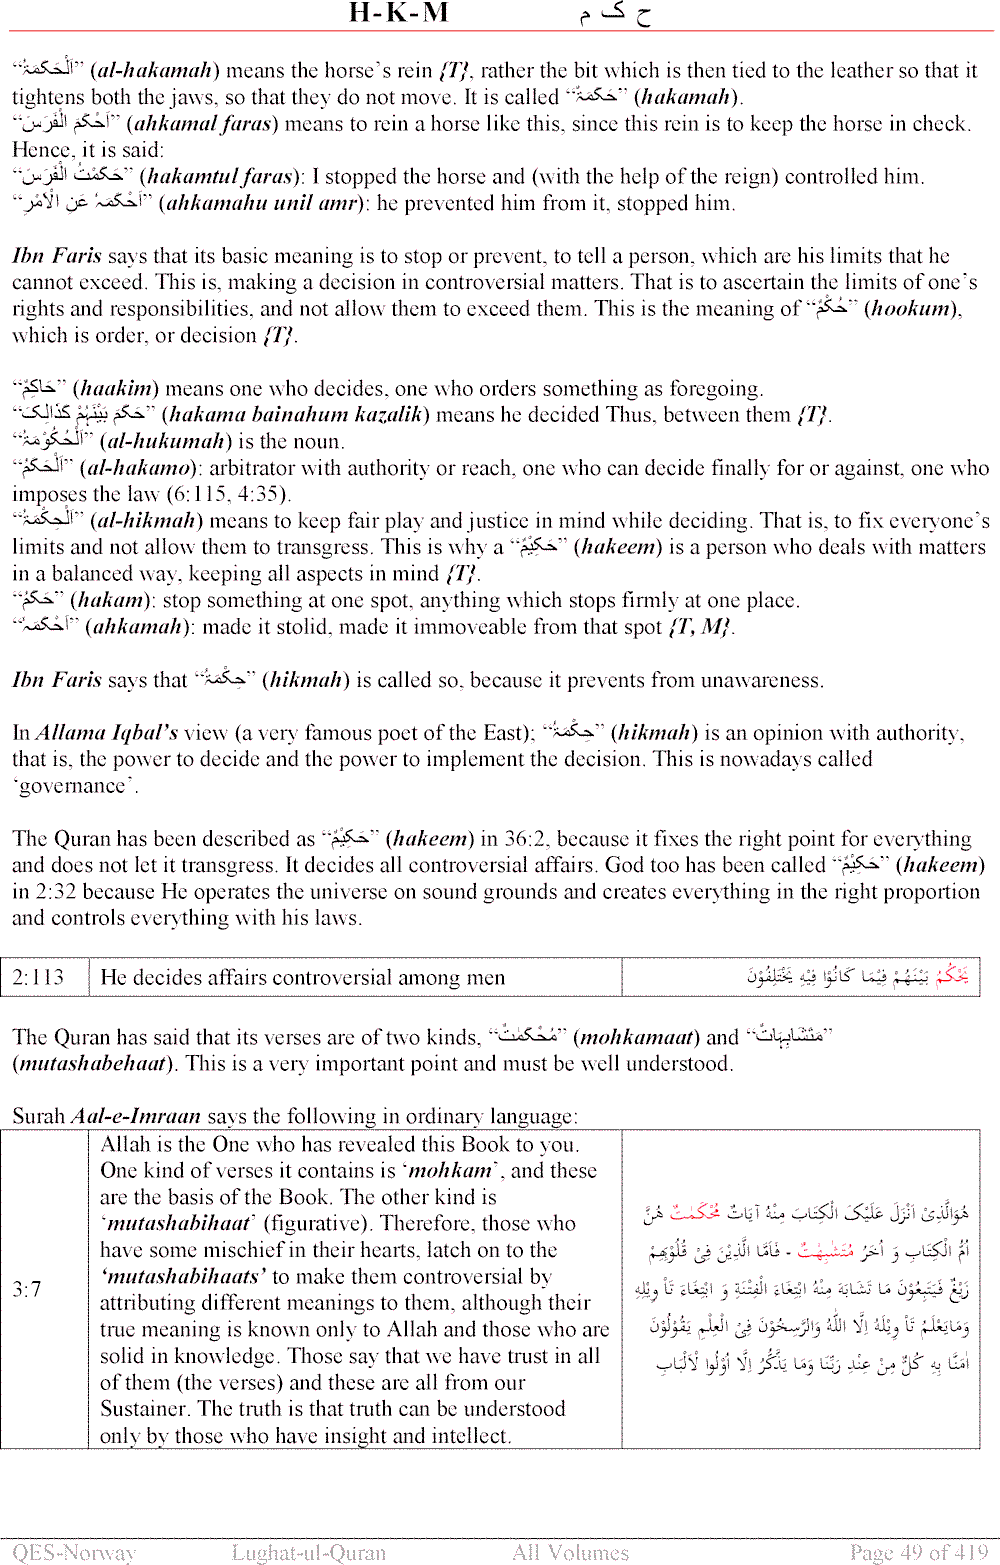 H-K-M ح ک م
“اَلْحَکَمَۃُ” (al-hakamah) means the horse’s rein {T}, rather the bit which is then tied to the leather so that it
tightens both the jaws, so that they do not move. It is called “حَکَمَۃٌ” (hakamah).
“اَحْکَمَ الْفَرَسَ” (ahkamal faras) means to rein a horse like this, since this rein is to keep the horse in check.
Hence, it is said:
“حَکَمْتُ الْفَرَسَ” (hakamtul faras): I stopped the horse and (with the help of the reign) controlled him.
“اَحْکَمَہٗ عَنِ الْاَمْرِ” (ahkamahu unil amr): he prevented him from it, stopped him.
Ibn Faris says that its basic meaning is to stop or prevent, to tell a person, which are his limits that he
cannot exceed. This is, making a decision in controversial matters. That is to ascertain the limits of one’s
rights and responsibilities, and not allow them to exceed them. This is the meaning of “حُکْمٌ” (hookum),
which is order, or decision {T}.
“حَاکِمٌ” (haakim) means one who decides, one who orders something as foregoing.
“حَکَمَ بَیْنَہُمْ کَذَالِکَ” (hakama bainahum kazalik) means he decided Thus, between them {T}.
“اَلْحُکُوْمَۃُ” (al-hukumah) is the noun.
“اَلْحَکَمُ” (al-hakamo): arbitrator with authority or reach, one who can decide finally for or against, one who
imposes the law (6:115, 4:35).
“اَلْحِکْمَۃُ” (al-hikmah) means to keep fair play and justice in mind while deciding. That is, to fix everyone’s
limits and not allow them to transgress. This is why a “حَکِیْمٌ” (hakeem) is a person who deals with matters
in a balanced way, keeping all aspects in mind {T}.
“حَکَمُ” (hakam): stop something at one spot, anything which stops firmly at one place.
“اَحْکَمَہٗ” (ahkamah): made it stolid, made it immoveable from that spot {T, M}.
Ibn Faris says that “حِکْمَۃُ” (hikmah) is called so, because it prevents from unawareness.
In Allama Iqbal’s view (a very famous poet of the East); “حِکْمَۃُ” (hikmah) is an opinion with authority,
that is, the power to decide and the power to implement the decision. This is nowadays called
‘governance’.
The Quran has been described as “حَکِیْمٌ” (hakeem) in 36:2, because it fixes the right point for everything
and does not let it transgress. It decides all controversial affairs. God too has been called “حَکِیْمٌ” (hakeem)
in 2:32 because He operates the universe on sound grounds and creates everything in the right proportion
and controls everything with his laws.
2:113 He decides affairs controversial among men یَحْکُمُ بَیْنَهُمْ فِیْمَا کَانُوْا فِیْهِ یَخْتَلِفُوْنَ
The Quran has said that its verses are of two kinds, “مُحْکَمٰتٌ” (mohkamaat) and “مَتَشَابِہَاتٌ”
(mutashabehaat). This is a very important point and must be well understood.
Surah Aal-e-Imraan says the following in ordinary language:
3:7
Allah is the One who has revealed this Book to you.
One kind of verses it contains is ‘mohkam’, and these
are the basis of the Book. The other kind is
‘mutashabihaat’ (figurative). Therefore, those who
have some mischief in their hearts, latch on to the
‘mutashabihaats’ to make them controversial by
attributing different meanings to them, although their
true meaning is known only to Allah and those who are
solid in knowledge. Those say that we have trust in all
of them (the verses) and these are all from our
Sustainer. The truth is that truth can be understood
only by those who have insight and intellect.
هُوَالَّذِیْ اَنْزَلَ عَلَیْکَ الْکِتَابَ مِنْهُ آیَاتٌ مُّحْکَمٰتٌ هُنَّ
اُمُّ الْکِتَابِ وَ اُخَرُ مُتَشٰبِهٰتٌ - فَاَمَّا الَّذِیْنَ فِیْ قُلُوْبِهِمْ
زَیْغٌ فَیَتَّبِعُوْنَ مَا تَشَابَهَ مِنْهُ ابْتِغَاءَ الْفِتْنَةِ وَ ابْتِغَاءَ تَاْ وِیْلِهِ
وَمَایَعْلَمُ تَاْ وِیْلَهُ اِلَّا اللّٰهُ وَالرّٰسِخُوْنَ فِیْ الْعِلْمِ یَقُوْلُوْنَ
اٰمَنَّا بِهِ کُلٌّ مِنْ عِنْدِ رَبِّنَا وَمَا یَذَّکَّرُ اِلَّا اُوْلُوا لْاَلْبَابِ
QES-Norway Lughat-ul-Quran All Volumes Page 49 of 419